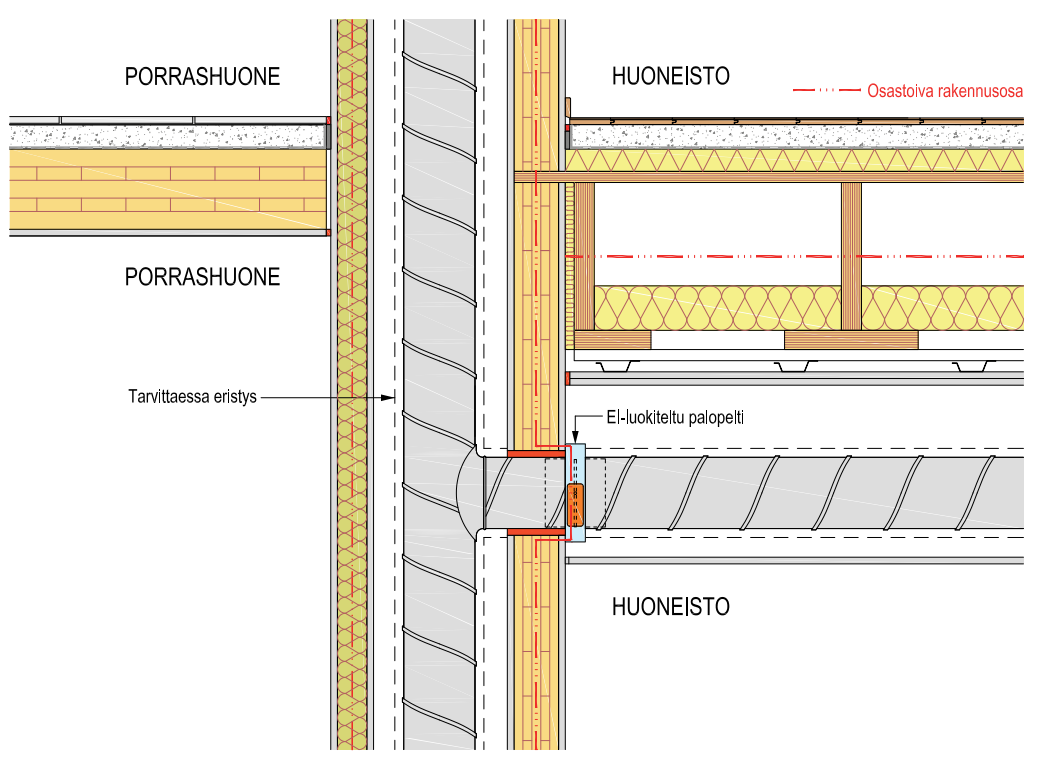 PORRASHUONE
HUONEISTO
Osastoiva rakennusosa
PORRASHUONE
Tarvittaessa eristys
EI-luokiteltu palopelti
HUONEISTO